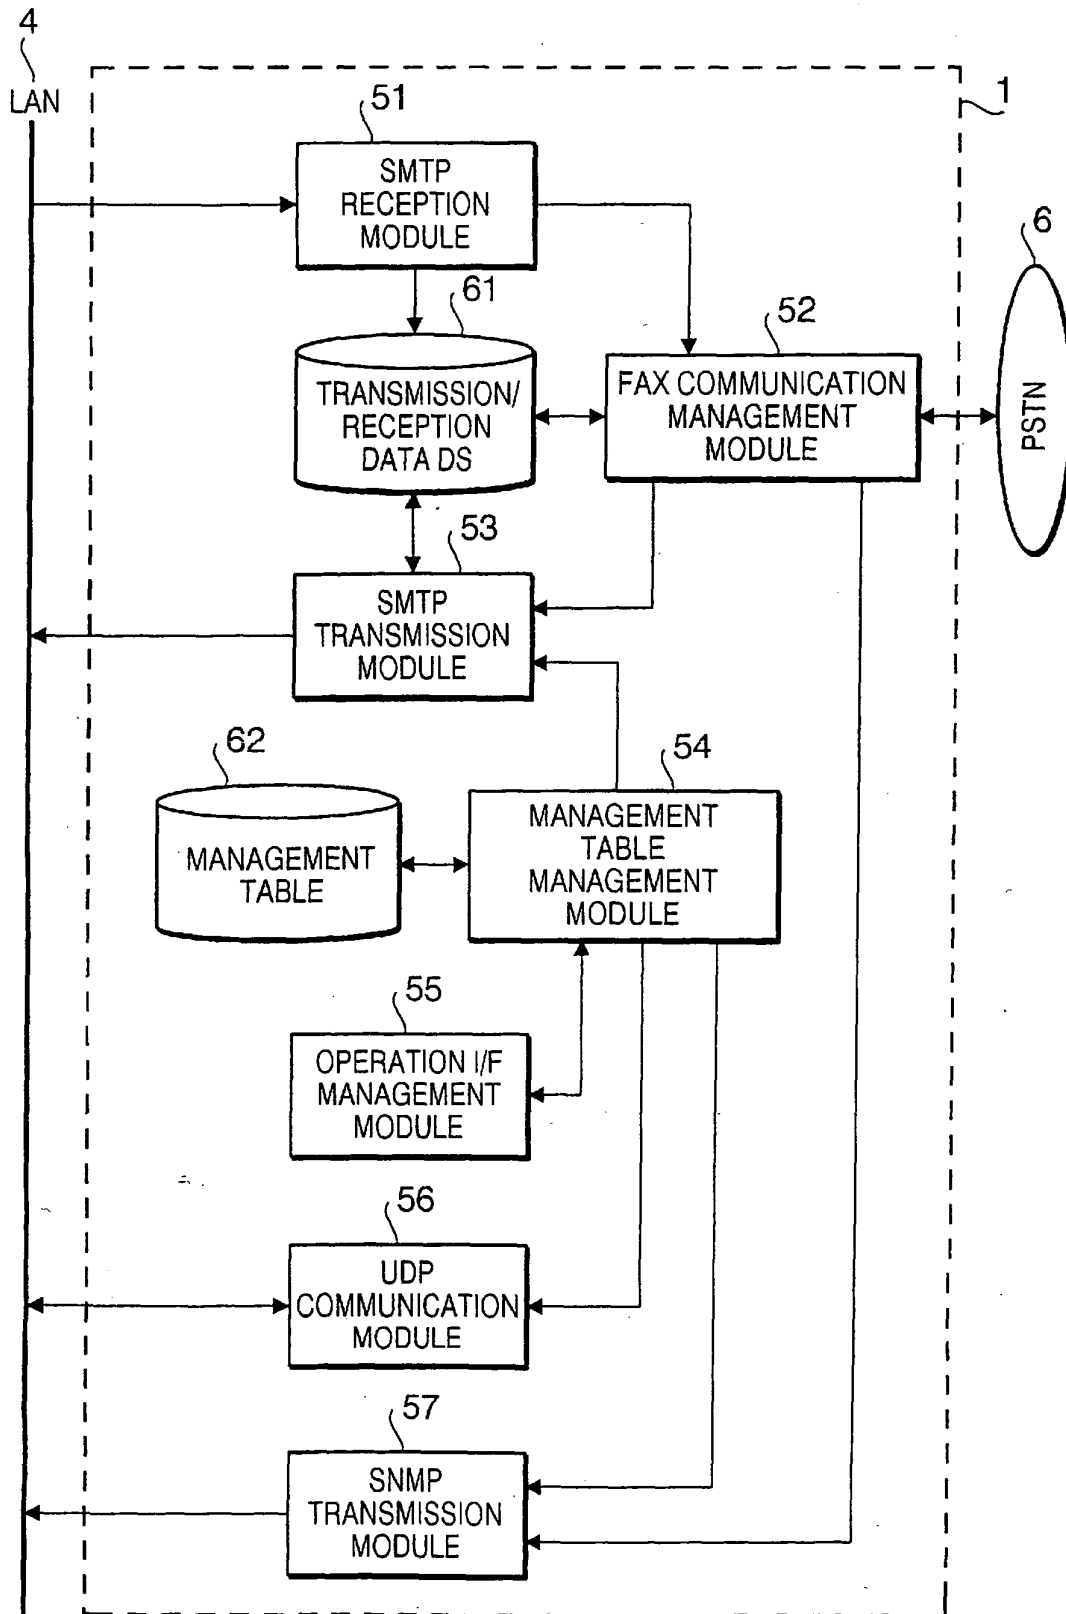 4
LAN
1
51
SMTP
RECEPTION
MODULE
6
PSTN
61
TRANSMISSION/
RECEPTION
DATA DS
52
FAX COMMUNICATION
MANAGEMENT
MODULE
53
SMTP
TRANSMISSION
MODULE
62
MANAGEMENT
TABLE
54
MANAGEMENT
TABLE
MANAGEMENT
MODULE
55
OPERATION I/F
MANAGEMENT
MODULE
56
UDP
COMMUNICATION
MODULE
57
SNMP
TRANSMISSION
MODULE